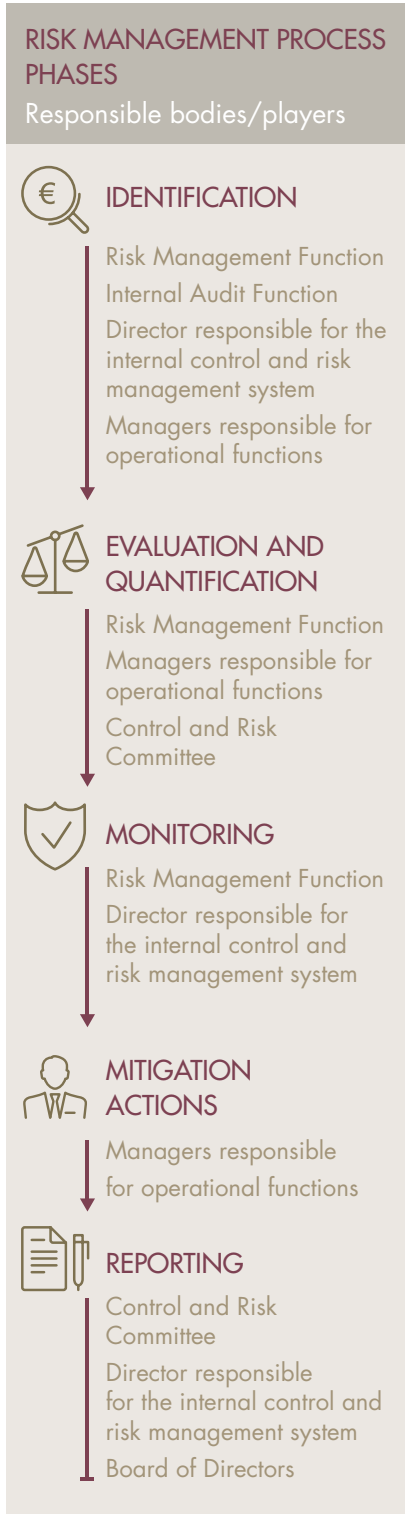 RISK MANAGEMENT PROCESS
PHASES
Responsible bodies/players
€
IDENTIFICATION
Risk Management Function
Internal Audit Function
Director responsible for the
internal control and risk
management system
Managers responsible for
operational functions
EVALUATION AND
QUANTIFICATION
Risk Management Function
Managers responsible for
operational functions
Control and Risk
Committee
MONITORING
Risk Management Function
Director responsible for
the internal control and
risk management system
MITIGATION
ACTIONS
Managers responsible
for operational functions
REPORTING
Control and Risk
Committee
Director responsible
for the internal control and
risk management system
Board of Directors